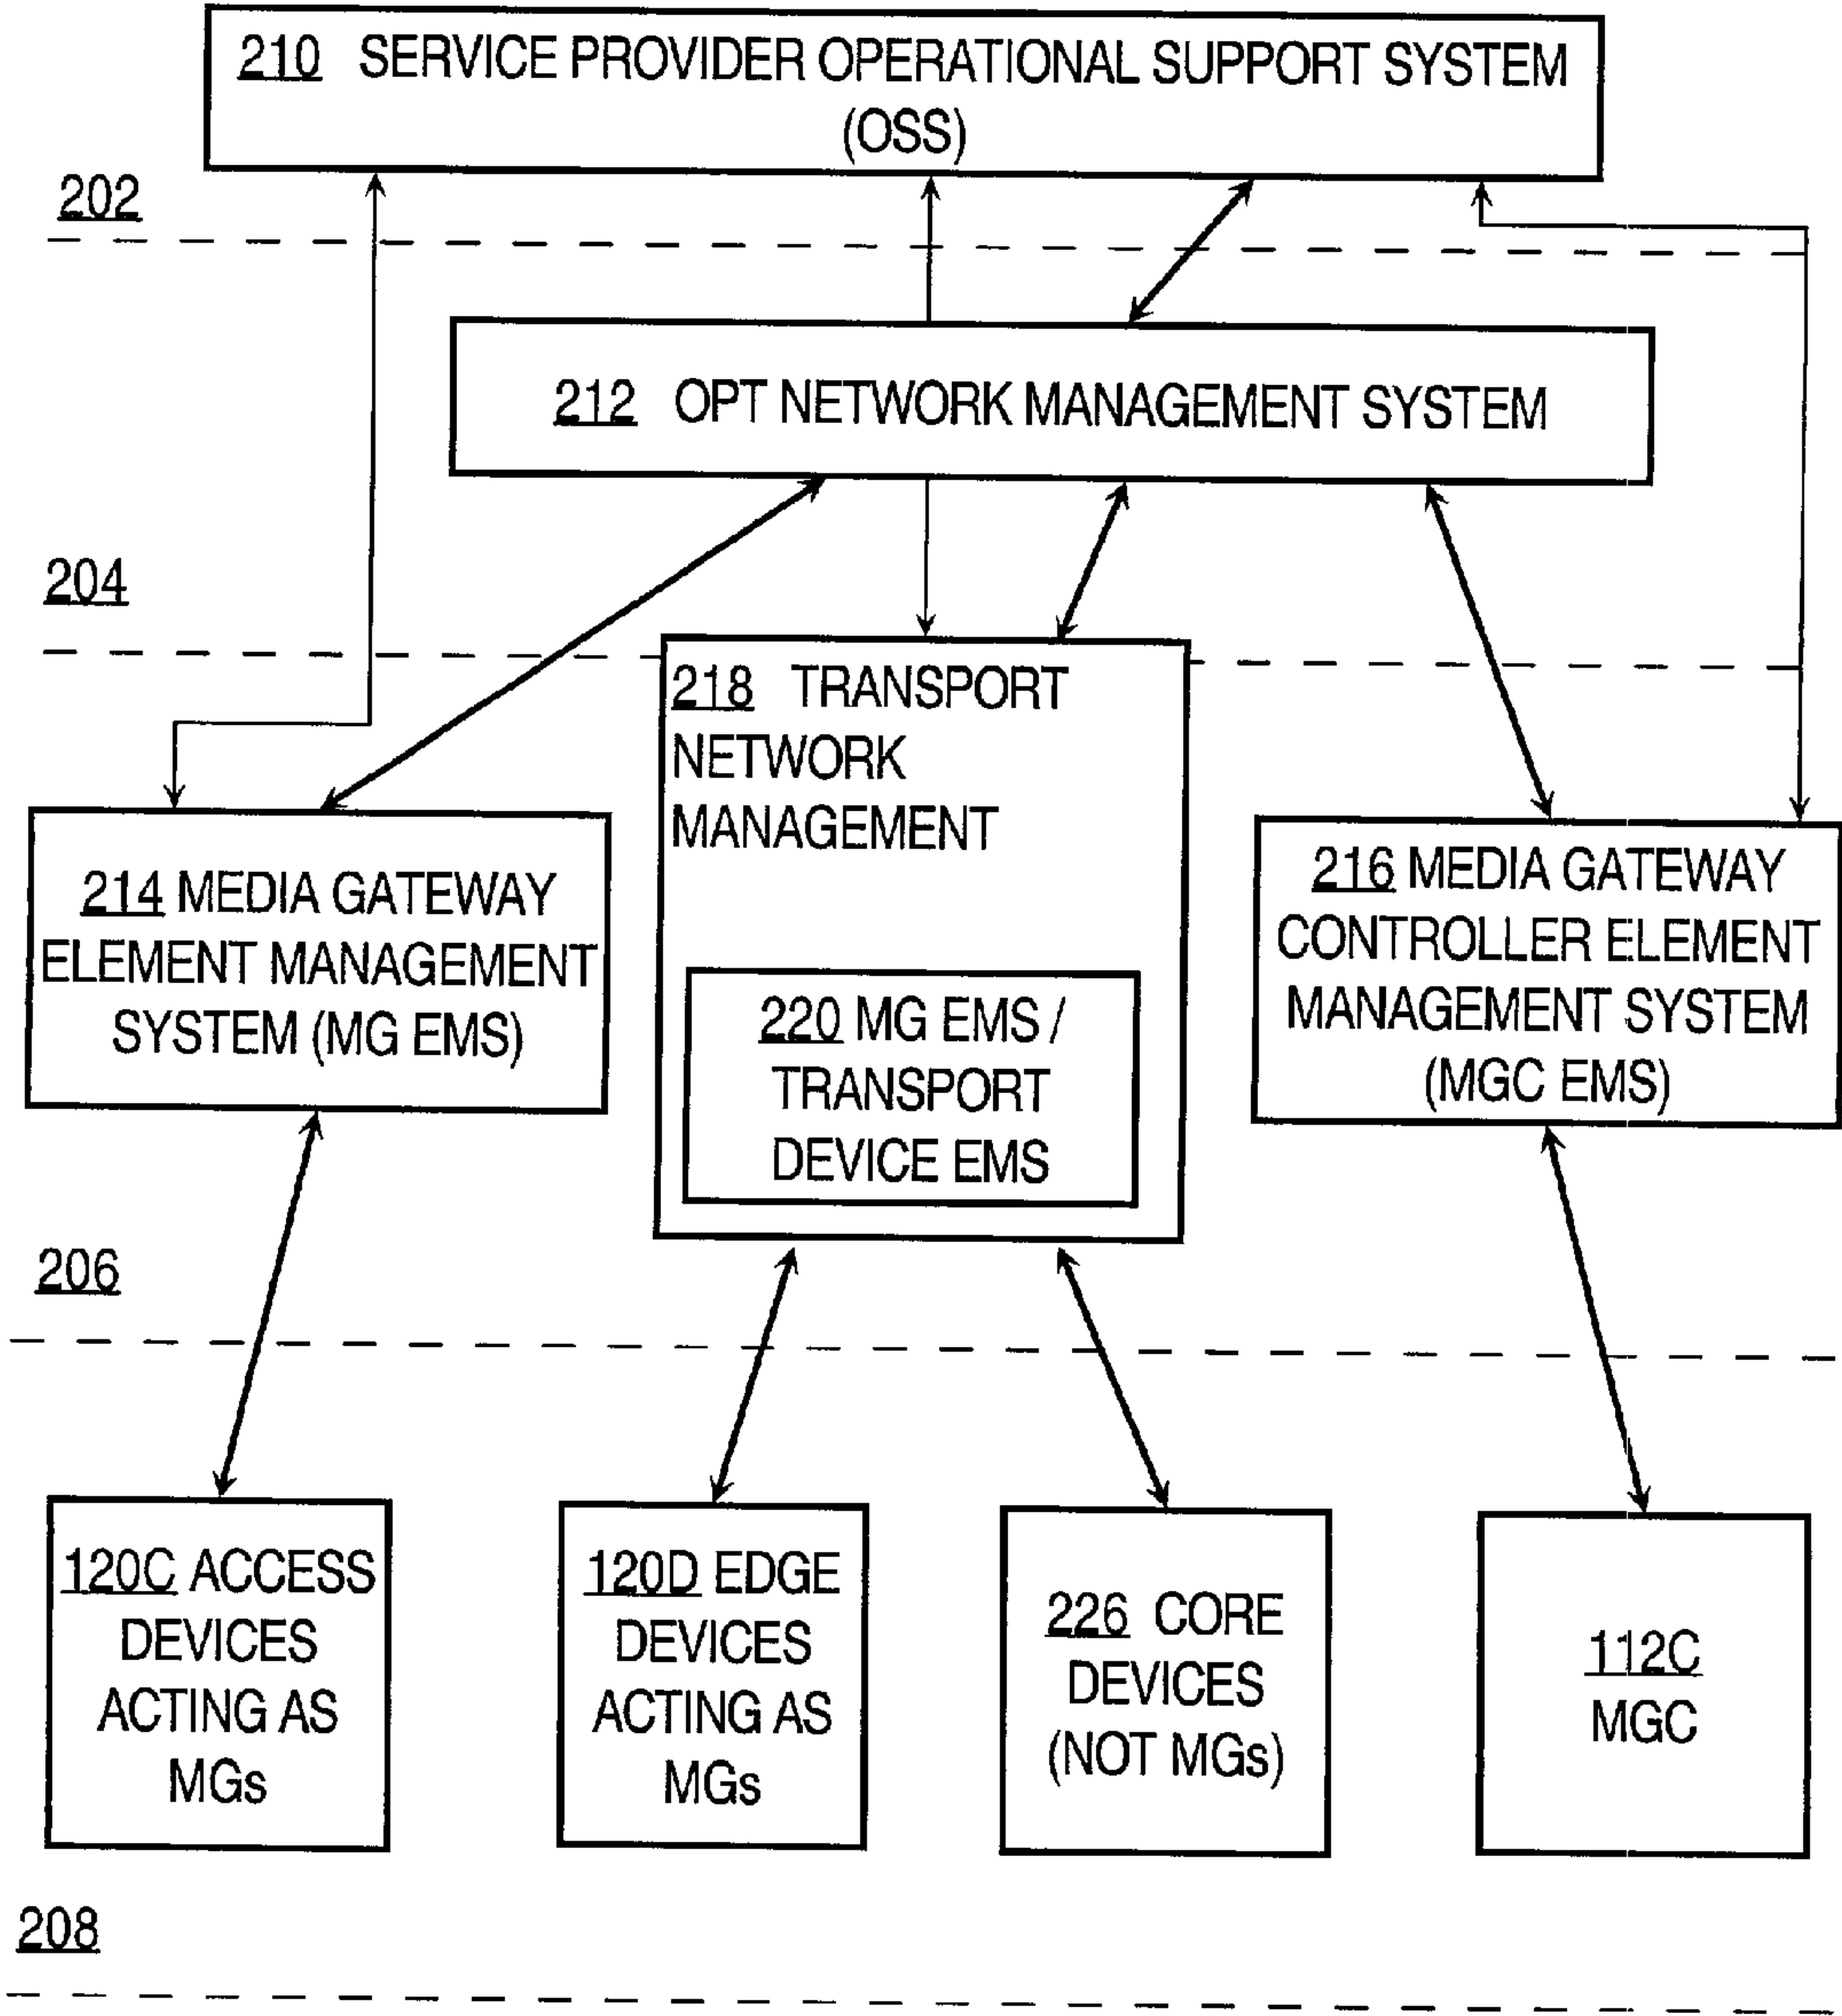 210 SERVICE PROVIDER OPERATIONAL SUPPORT SYSTEM
(OSS)
202
212 OPT NETWORK MANAGEMENT SYSTEM
204
218 TRANSPORT
NETWORK
MANAGEMENT
214 MEDIA GATEWAY
ELEMENT MANAGEMENT
SYSTEM (MG EMS)
220 MG EMS /
TRANSPORT
DEVICE EMS
216 MEDIA GATEWAY
CONTROLLER ELEMENT
MANAGEMENT SYSTEM
(MGC EMS)
206
120C ACCESS
DEVICES
ACTING AS
MGs
120D EDGE
DEVICES
ACTING AS
MGs
226 CORE
DEVICES
(NOT MGs)
112C
MGC
208